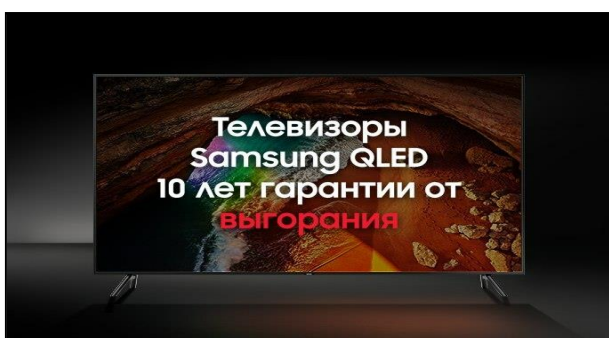 Телевизоры
Samsung QLED
10 лет гарантии от
выгорания